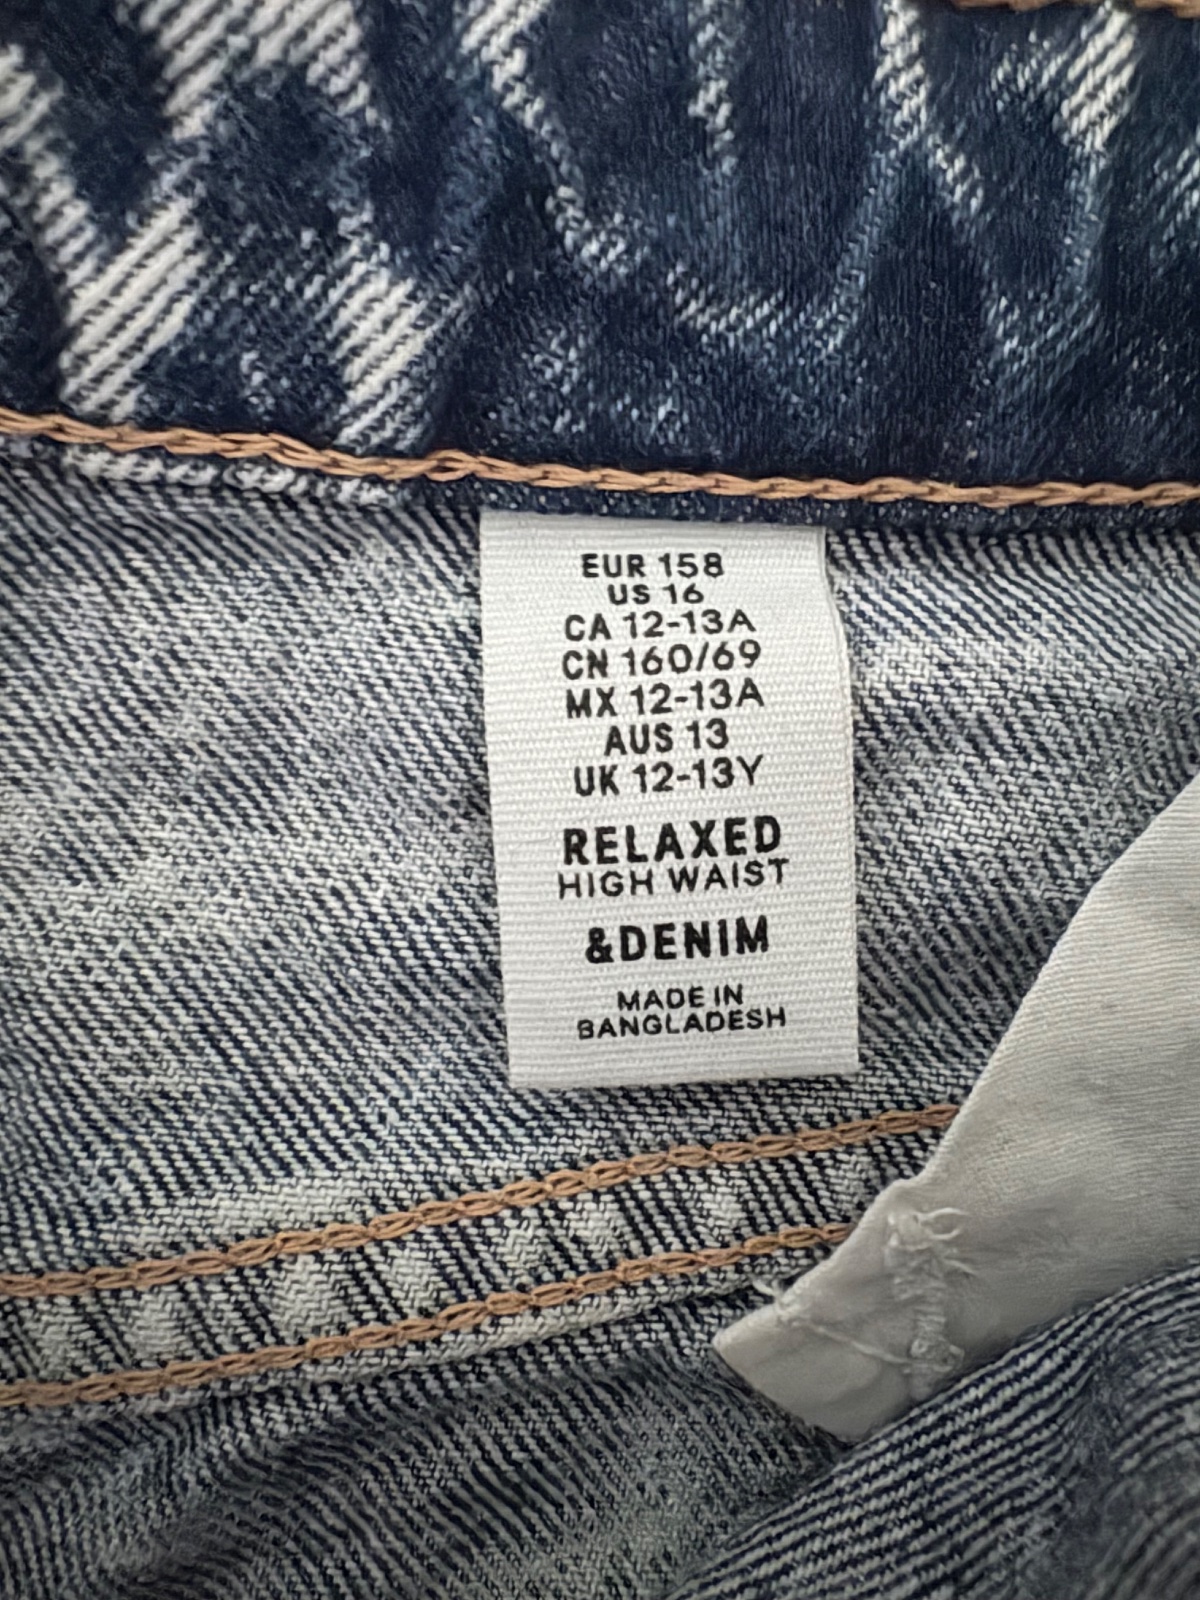 EUR 158
US 16
CA 12-13A
CN 160/69
MX 12-13A
AUS 13
UK 12-13Y
RELAXED
HIGH WAIST
&DENIM
MADE IN
BANGLADESH